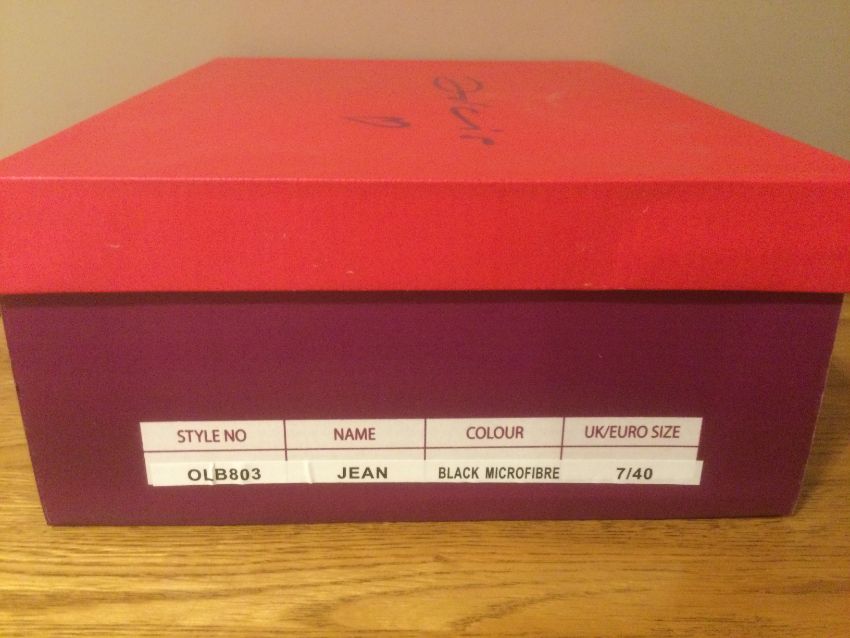 STYLE NO NAME COLOUR UK/EURO SIZE
OLB803 JEAN BLACK MICROFIBRE 7/40